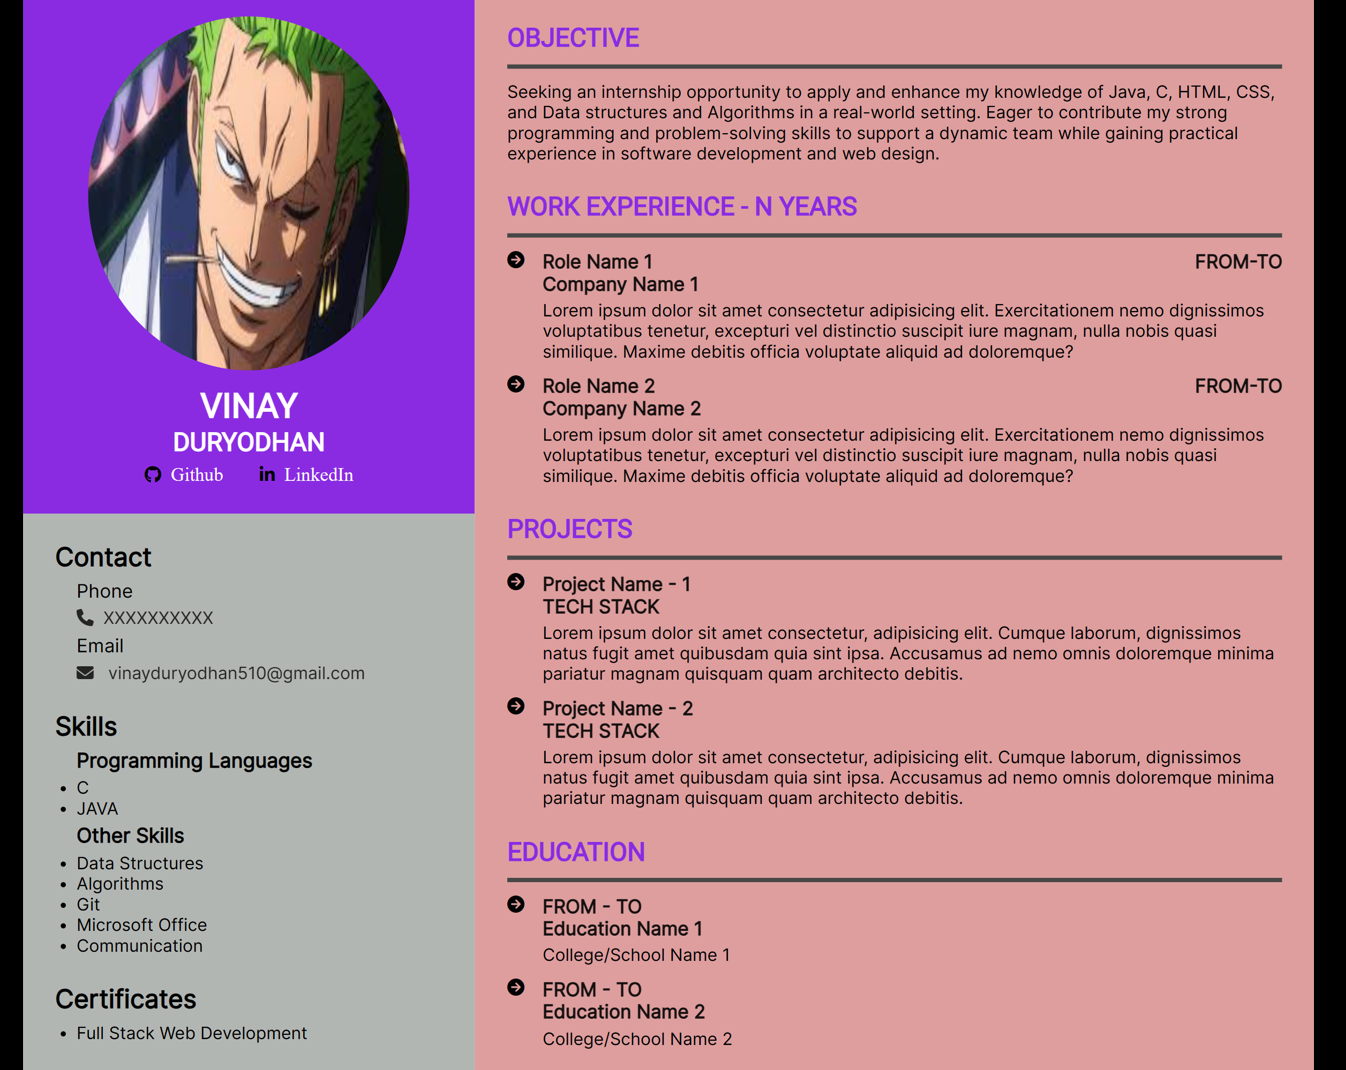 VINAY
DURYODHAN
Github LinkedIn
Contact
Phone
XXXXXXXXXX
Email
vinayduryodhan510@gmail.com
Skills
Programming Languages
• C
• JAVA
Other Skills
• Data Structures
• Algorithms
• Git
• Microsoft Office
• Communication
Certificates
• Full Stack Web Development
OBJECTIVE
Seeking an internship opportunity to apply and enhance my knowledge of Java, C, HTML, CSS,
and Data structures and Algorithms in a real-world setting. Eager to contribute my strong
programming and problem-solving skills to support a dynamic team while gaining practical
experience in software development and web design.
WORK EXPERIENCE - N YEARS
Role Name 1 FROM-TO
Company Name 1
Lorem ipsum dolor sit amet consectetur adipisicing elit. Exercitationem nemo dignissimos
voluptatibus tenetur, excepturi vel distinctio suscipit iure magnam, nulla nobis quasi
similique. Maxime debitis officia voluptate aliquid ad doloremque?
Role Name 2 FROM-TO
Company Name 2
Lorem ipsum dolor sit amet consectetur adipisicing elit. Exercitationem nemo dignissimos
voluptatibus tenetur, excepturi vel distinctio suscipit iure magnam, nulla nobis quasi
similique. Maxime debitis officia voluptate aliquid ad doloremque?
PROJECTS
Project Name - 1
TECH STACK
Lorem ipsum dolor sit amet consectetur, adipisicing elit. Cumque laborum, dignissimos
natus fugit amet quibusdam quia sint ipsa. Accusamus ad nemo omnis doloremque minima
pariatur magnam quisquam quam architecto debitis.
Project Name - 2
TECH STACK
Lorem ipsum dolor sit amet consectetur, adipisicing elit. Cumque laborum, dignissimos
natus fugit amet quibusdam quia sint ipsa. Accusamus ad nemo omnis doloremque minima
pariatur magnam quisquam quam architecto debitis.
EDUCATION
FROM - TO
Education Name 1
College/School Name 1
FROM - TO
Education Name 2
College/School Name 2